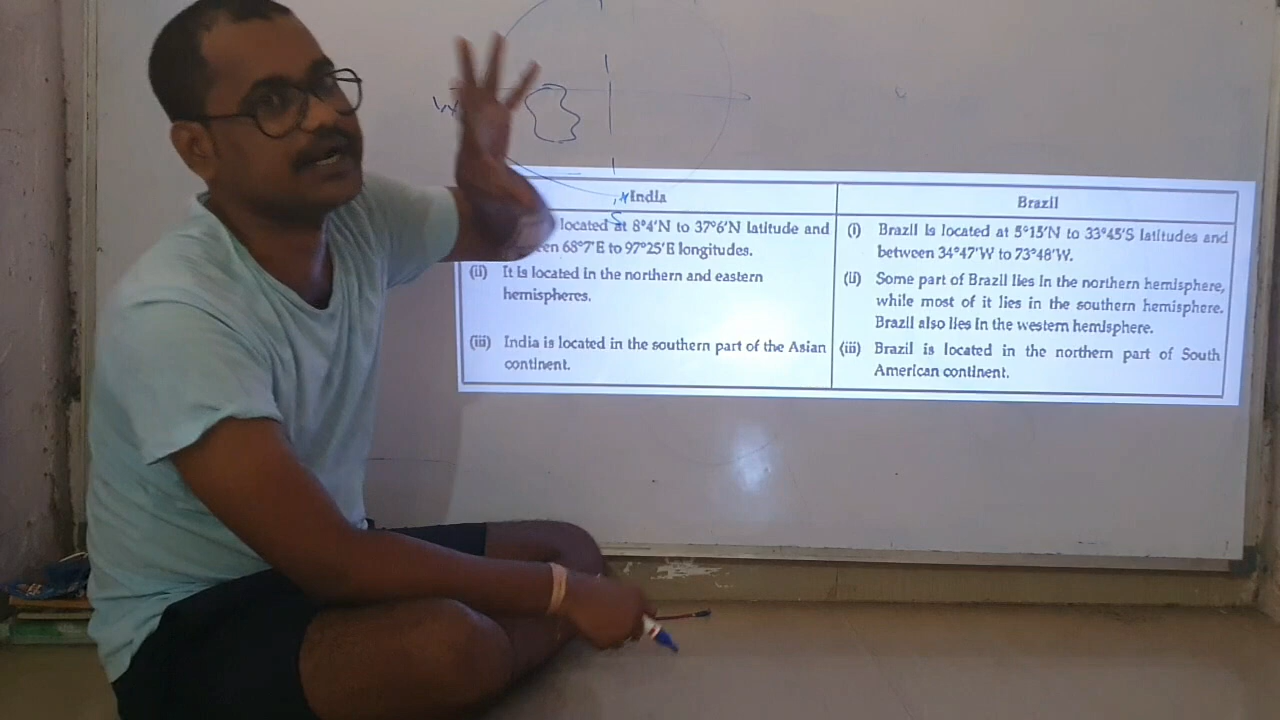 W
S
India
located at 8°4'N to 37°6'N latitude and
68°7'E to 97°25'E longitudes.
(ii) It is located in the northern and eastern
hemispheres.
(iii) India is located in the southern part of the Asian
continent.
Brazil
(i) Brazil is located at 5°15'N to 33°45'S latitudes and
between 34°47'W to 73°48'W.
(ii) Some part of Brazil lies in the northern hemisphere,
while most of it lies in the southern hemisphere.
Brazil also lies in the western hemisphere.
(iii) Brazil is located in the northern part of South
American continent.